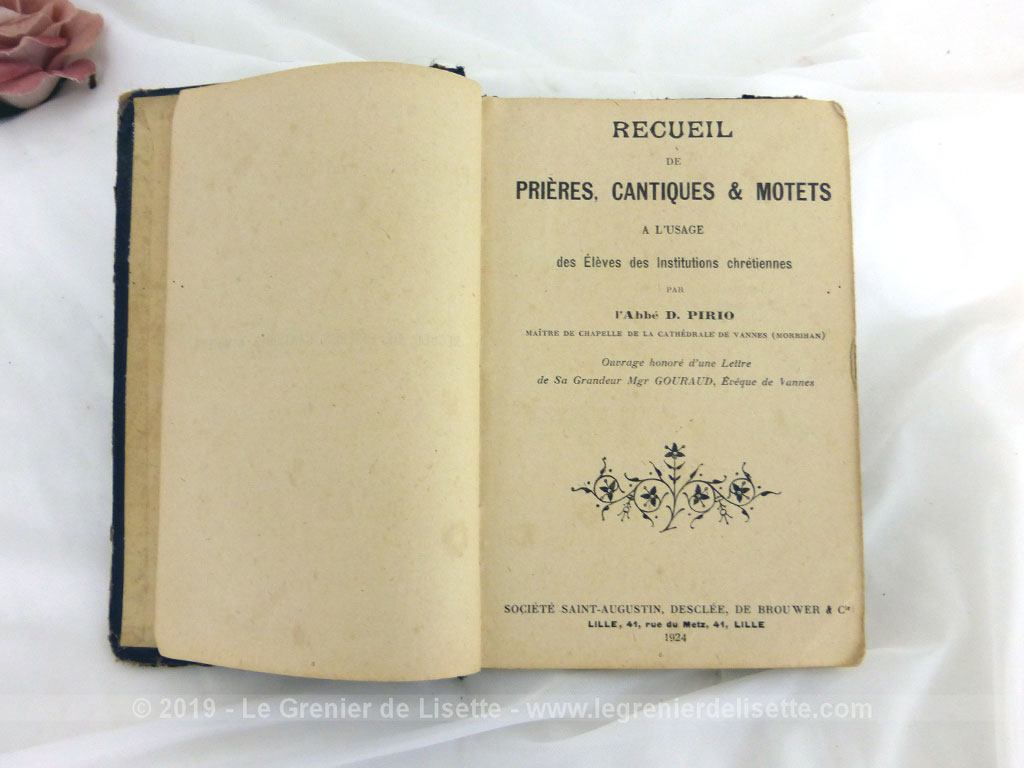 RECUEIL
DE
PRIÈRES, CANTIQUES & MOTETS
A L'USAGE
des Élèves des Institutions chrétiennes
PAR
l'Abbé D. PIRIO
MAÎTRE DE CHAPELLE DE LA CATHÉDRALE DE VANNES (MORBIHAN)
Ouvrage honoré d'une Lettre
de Sa Grandeur Mgr GOURAUD, Évêque de Vannes
SOCIÉTÉ SAINT-AUGUSTIN, DESCLÉE, DE BROUWER & Cie
LILLE, 41, rue du Metz, 41, LILLE
1924
© 2019 - Le Grenier de Lisette - www.legrenierdelisette.com